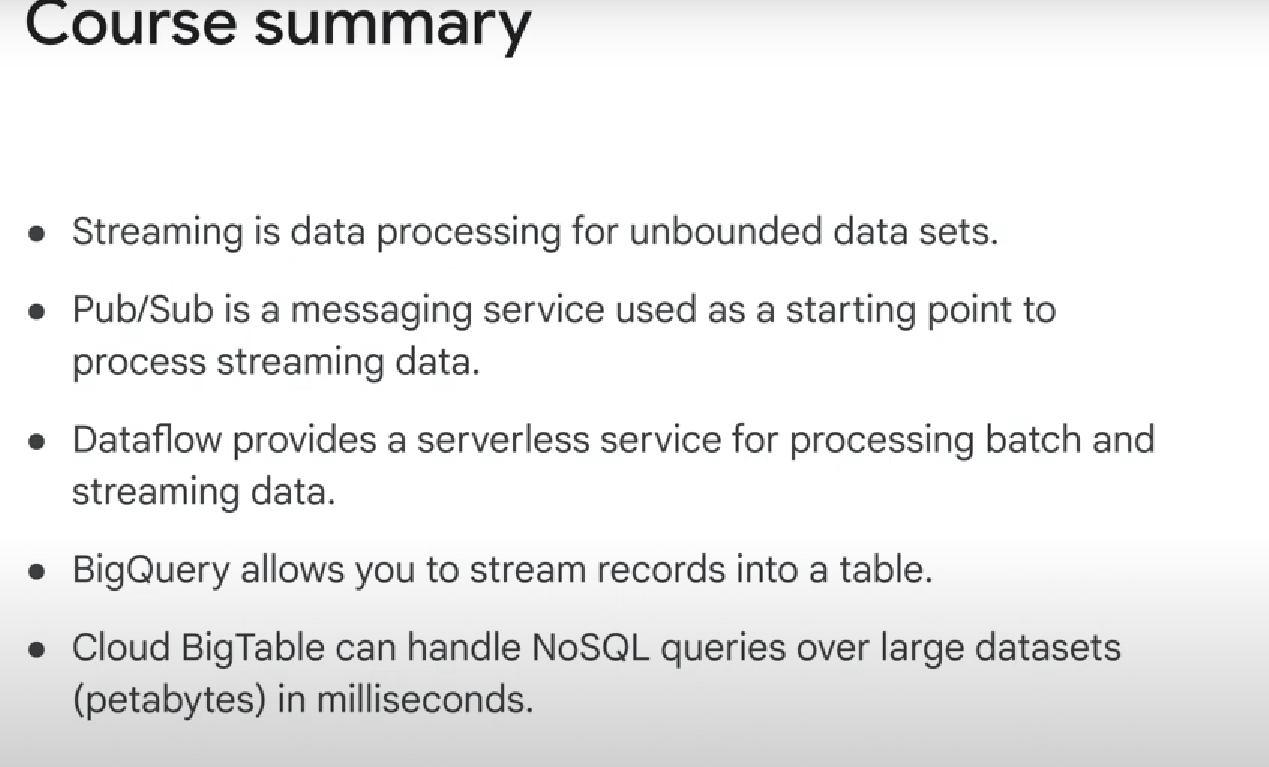 Course summary
● Streaming is data processing for unbounded data sets.
● Pub/Sub is a messaging service used as a starting point to
process streaming data.
● Dataflow provides a serverless service for processing batch and
streaming data.
● BigQuery allows you to stream records into a table.
● Cloud BigTable can handle NoSQL queries over large datasets
(petabytes) in milliseconds.